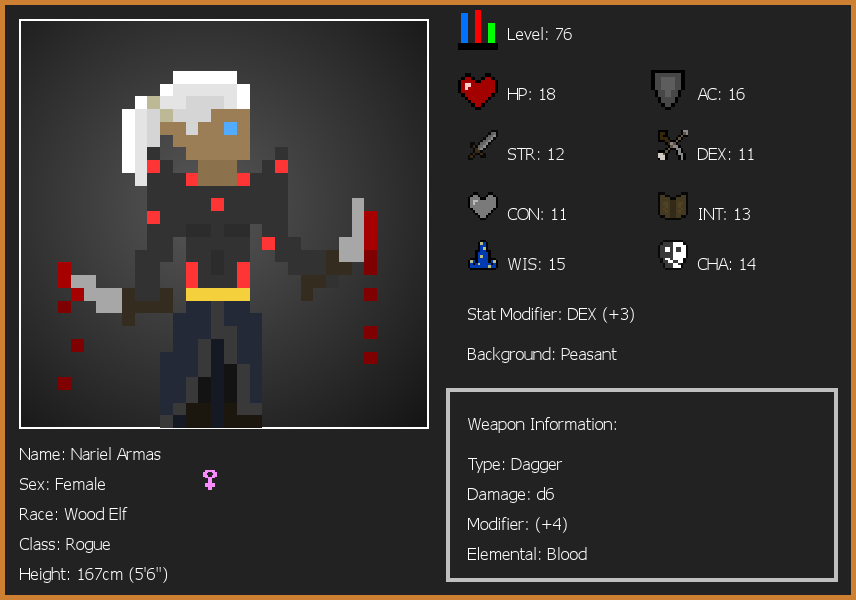 Level: 76
HP: 18
AC: 16
STR: 12
DEX: 11
CON: 11
INT: 13
WIS: 15
CHA: 14
Stat Modifier: DEX (+3)
Background: Peasant
Weapon Information:
Type: Dagger
Damage: d6
Modifier: (+4)
Elemental: Blood
Name: Nariel Armas
Sex: Female
Race: Wood Elf
Class: Rogue
Height: 167cm (5'6")